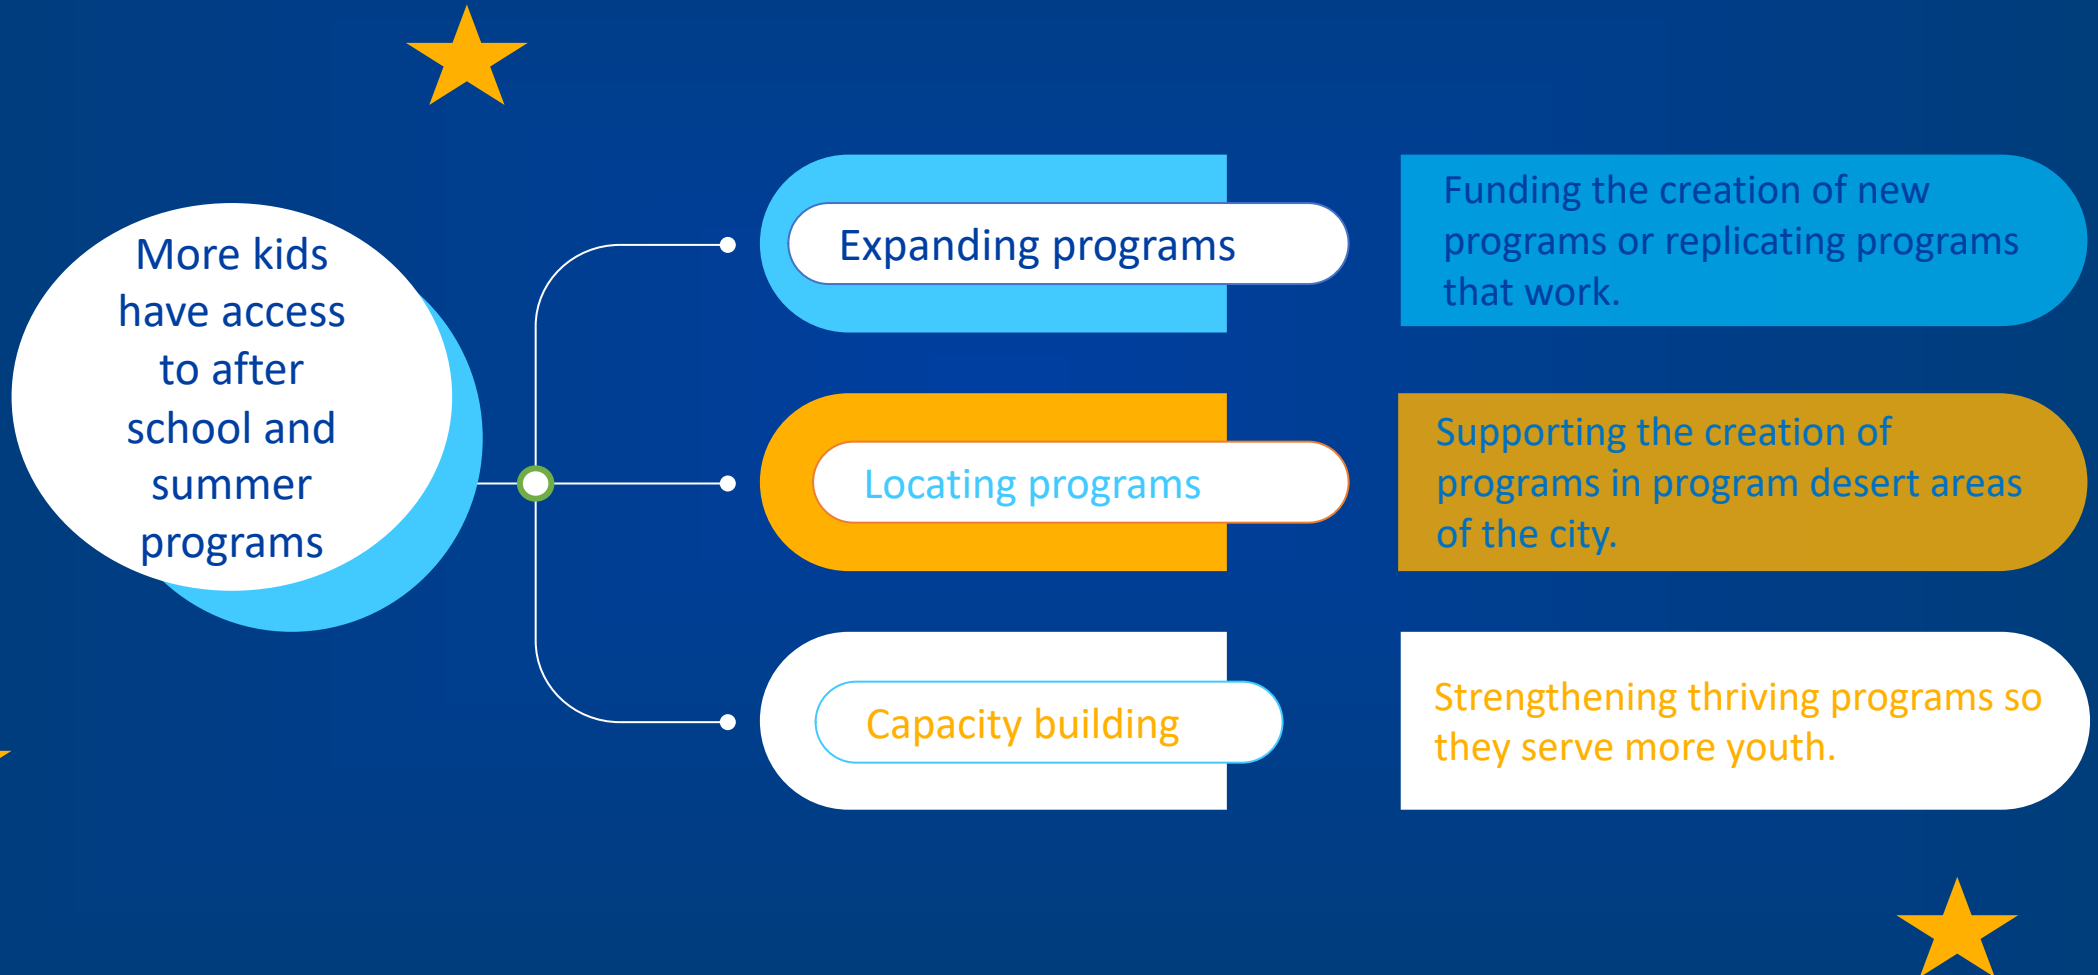 More kids
have access
to after
school and
summer
programs
Expanding programs
Funding the creation of new
programs or replicating programs
that work.
Locating programs
Supporting the creation of
programs in program desert areas
of the city.
Capacity building
Strengthening thriving programs so
they serve more youth.